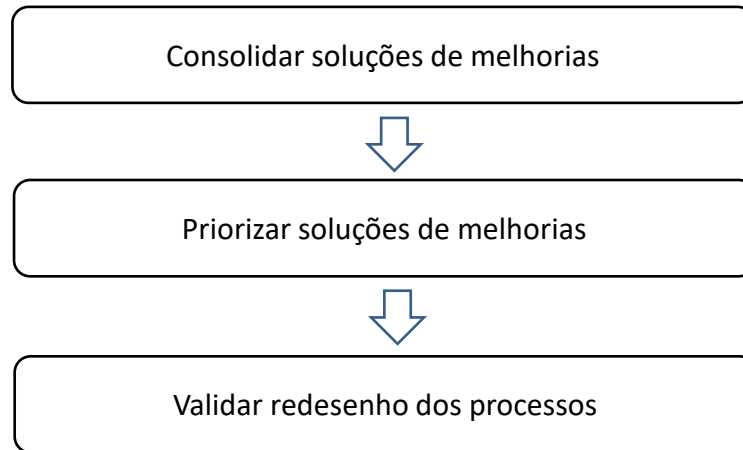 Consolidar soluções de melhorias
Priorizar soluções de melhorias
Validar redesenho dos processos